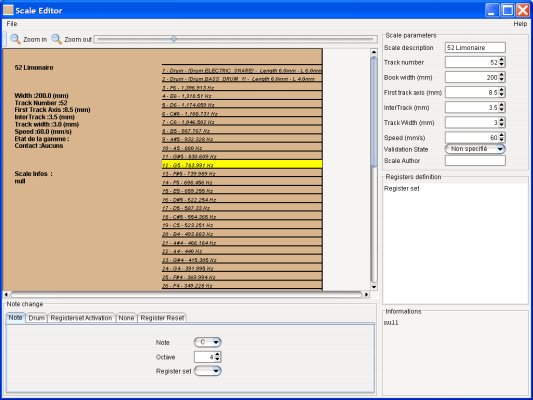 Scale Editor
File
Help
Zoom in
Zoom out
52 Limonaire
Width :200.0 (mm)
Track Number :52
First Track Axis :8.5 (mm)
InterTrack :3.5 (mm)
Track width :3.0 (mm)
Speed :60.0 (mm/s)
Etat de la gamme :
Contact :Aucuns
Scale Infos :
null
1 - Drum - !Drum.ELECTRIC_SNARE! - Length 6.0mm - L 6.0mm
2 - Drum - !Drum.BASS_DRUM_1! - Length 6.0mm - L 4.0mm
3 - F6 - 1,396.913 Hz
4 - E6 - 1,318.51 Hz
5 - D6 - 1,174.659 Hz
6 - C#6 - 1,108.731 Hz
7 - C6 - 1,046.502 Hz
8 - B5 - 987.767 Hz
9 - A#5 - 932.328 Hz
10 - A5 - 880 Hz
11 - G#5 - 830.609 Hz
12 - G5 - 783.991 Hz
13 - F#5 - 739.989 Hz
14 - F5 - 698.456 Hz
15 - E5 - 659.255 Hz
16 - D#5 - 622.254 Hz
17 - D5 - 587.33 Hz
18 - C#5 - 554.365 Hz
19 - C5 - 523.251 Hz
20 - B4 - 493.883 Hz
21 - A#4 - 466.164 Hz
22 - A4 - 440 Hz
23 - G#4 - 415.305 Hz
24 - G4 - 391.995 Hz
25 - F#4 - 369.994 Hz
26 - F4 - 349.228 Hz
Scale parameters
Scale description 52 Limonaire
Track number 52
Book width (mm) 200
First track axis (mm) 8.5
InterTrack (mm) 3.5
Track Width (mm) 3
Speed (mm/s) 60
Validation State Non spécifié
Scale Author
Registers definition
Register set
Note change
Note Drum Registerset Activation None Register Reset
Note C
Octave 4
Register set
Informations
null